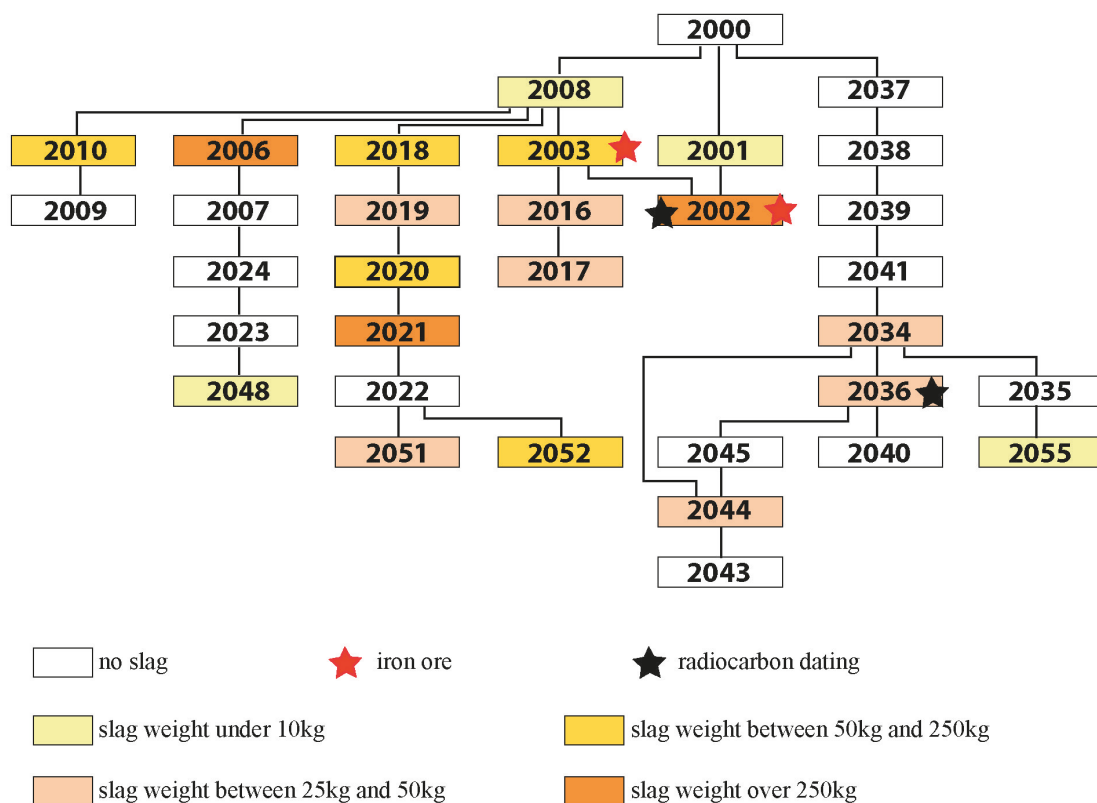 2000
2008 2037
2010 2006 2018 2003 2001 2038
2009 2007 2019 2016 2002 2039
2024 2020 2017 2041
2023 2021 2034
2048 2022 2036 2035
2051 2052 2045 2040 2055
2044
2043
no slag iron ore radiocarbon dating
slag weight under 10kg slag weight between 50kg and 250kg
slag weight between 25kg and 50kg slag weight over 250kg